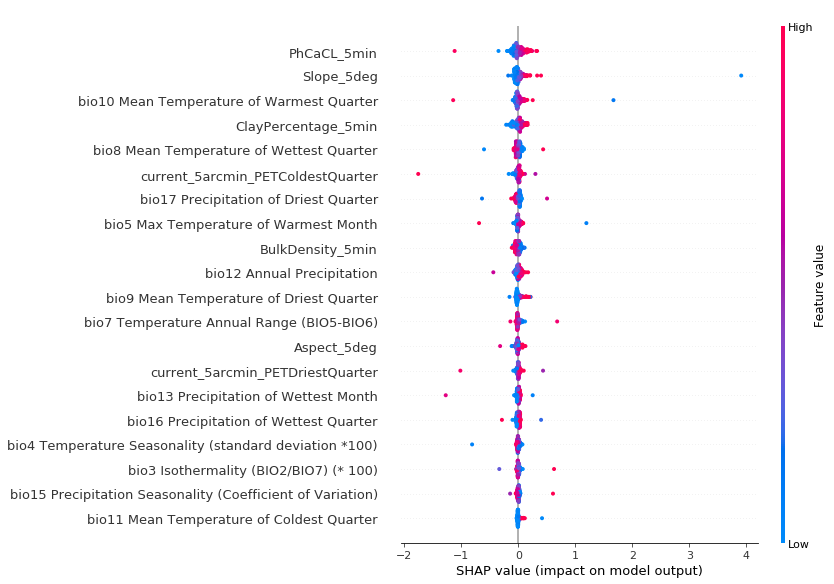 High
PhCaCL_5min
Slope_5deg
bio10 Mean Temperature of Warmest Quarter
ClayPercentage_5min
bio8 Mean Temperature of Wettest Quarter
current_5arcmin_PETColdestQuarter
bio17 Precipitation of Driest Quarter
bio5 Max Temperature of Warmest Month
BulkDensity_5min
bio12 Annual Precipitation
bio9 Mean Temperature of Driest Quarter
bio7 Temperature Annual Range (BIO5-BIO6)
Aspect_5deg
current_5arcmin_PETDriestQuarter
bio13 Precipitation of Wettest Month
bio16 Precipitation of Wettest Quarter
bio4 Temperature Seasonality (standard deviation *100)
bio3 Isothermality (BIO2/BIO7) (* 100)
bio15 Precipitation Seasonality (Coefficient of Variation)
bio11 Mean Temperature of Coldest Quarter
Feature value
Low
−2 −1 0 1 2 3 4
SHAP value (impact on model output)